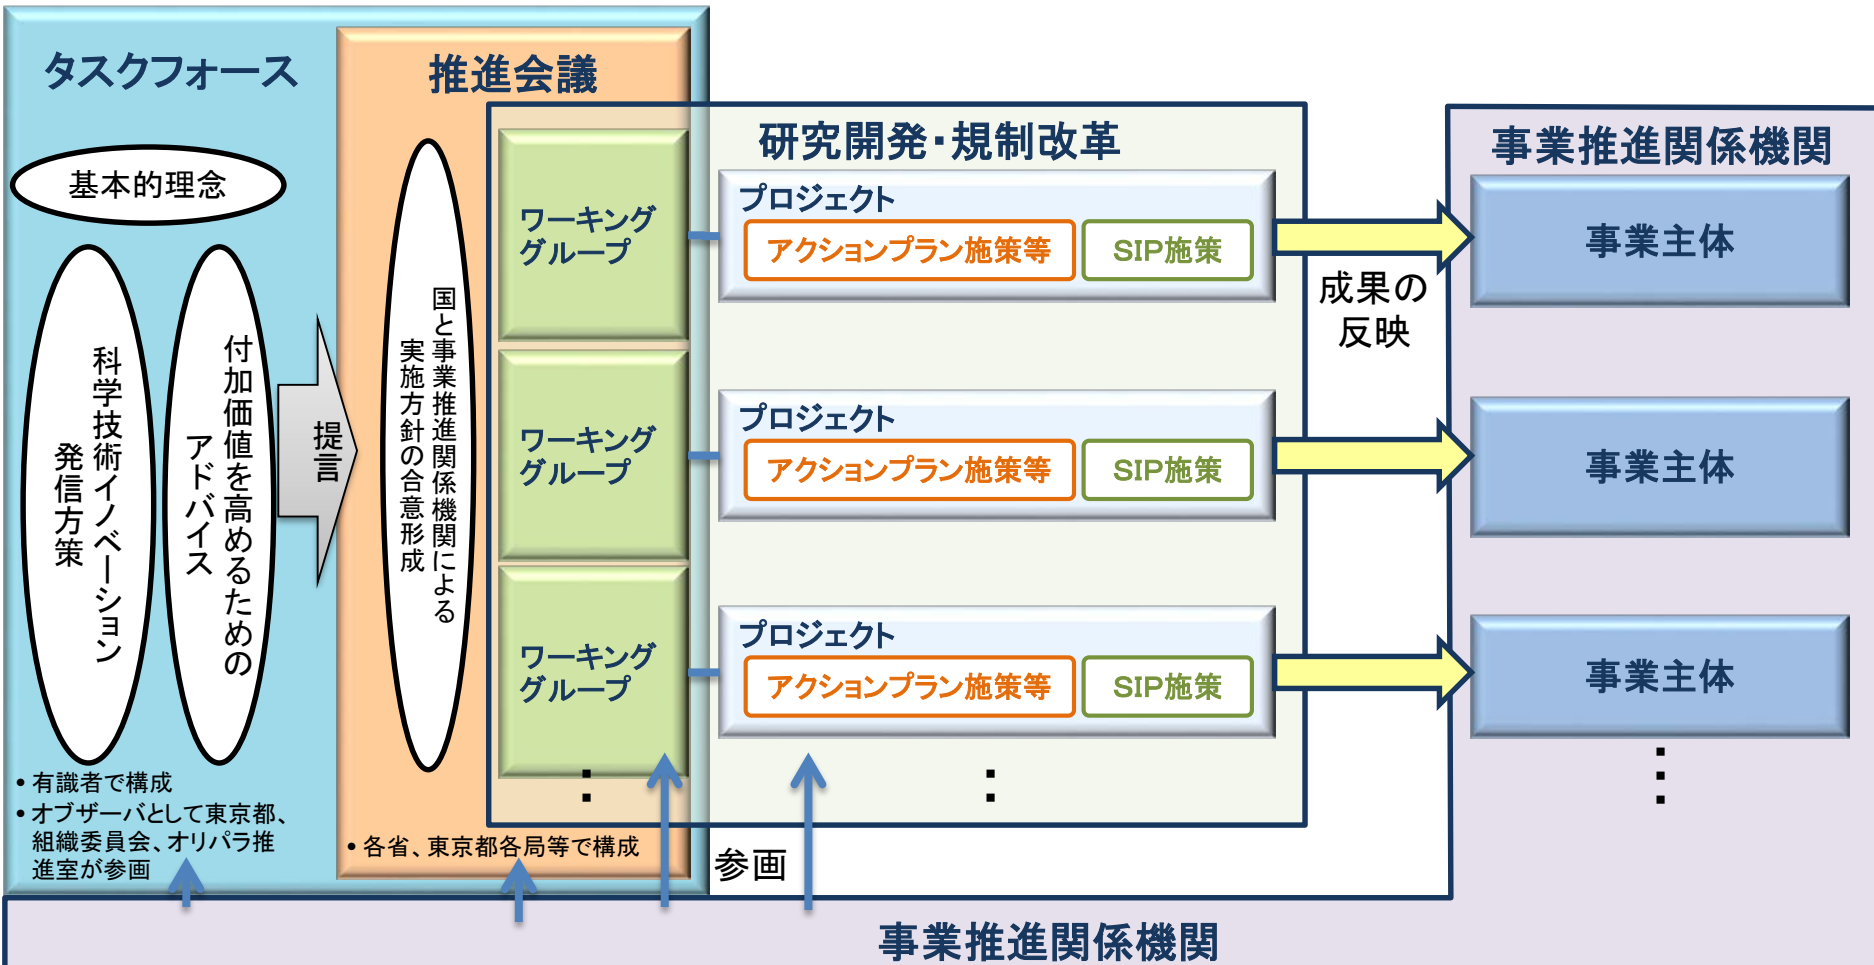 タスクフォース
基本的理念
科学技術イノベーション
発信方策
付加価値を高めるための
アドバイス
• 有識者で構成
• オブザーバとして東京都、
組織委員会、オリパラ推
進室が参画
提言
推進会議
国と事業推進関係機関による
実施方針の合意形成
• 各省、東京都各局等で構成
ワーキング
グループ
ワーキング
グループ
ワーキング
グループ
：
研究開発・規制改革
プロジェクト
アクションプラン施策等
SIP施策
プロジェクト
アクションプラン施策等
SIP施策
プロジェクト
アクションプラン施策等
SIP施策
：
成果の
反映
参画
事業推進関係機関
事業主体
事業主体
事業主体
⋮
事業推進関係機関